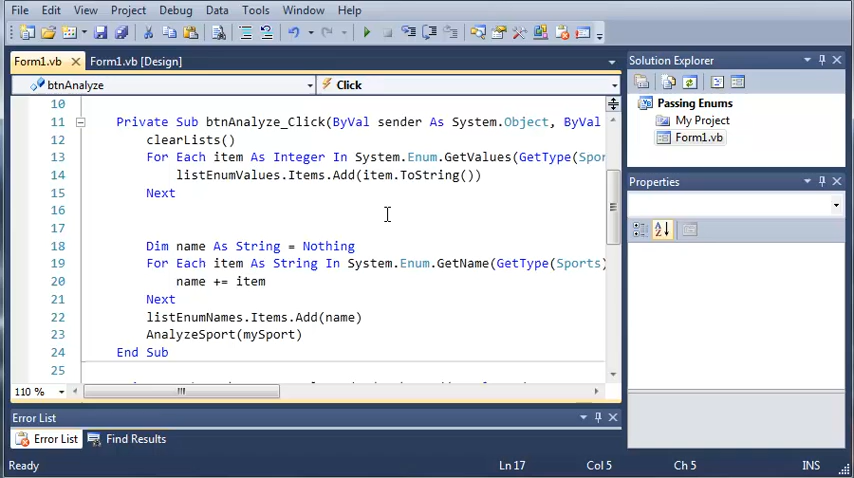 File Edit View Project Debug Data Tools Window Help
Form1.vb Form1.vb [Design]
btnAnalyze Click
10
11 Private Sub btnAnalyze_Click(ByVal sender As System.Object, ByVal
12 clearLists()
13 For Each item As Integer In System.Enum.GetValues(GetType(Spor
14 listEnumValues.Items.Add(item.ToString())
15 Next
16
17
18 Dim name As String = Nothing
19 For Each item As String In System.Enum.GetName(GetType(Sports)
20 name += item
21 Next
22 listEnumNames.Items.Add(name)
23 AnalyzeSport(mySport)
24 End Sub
25
110 %
Solution Explorer
Passing Enums
My Project
Form1.vb
Properties
Error List
Error List Find Results
Ready Ln 17 Col 5 Ch 5 INS